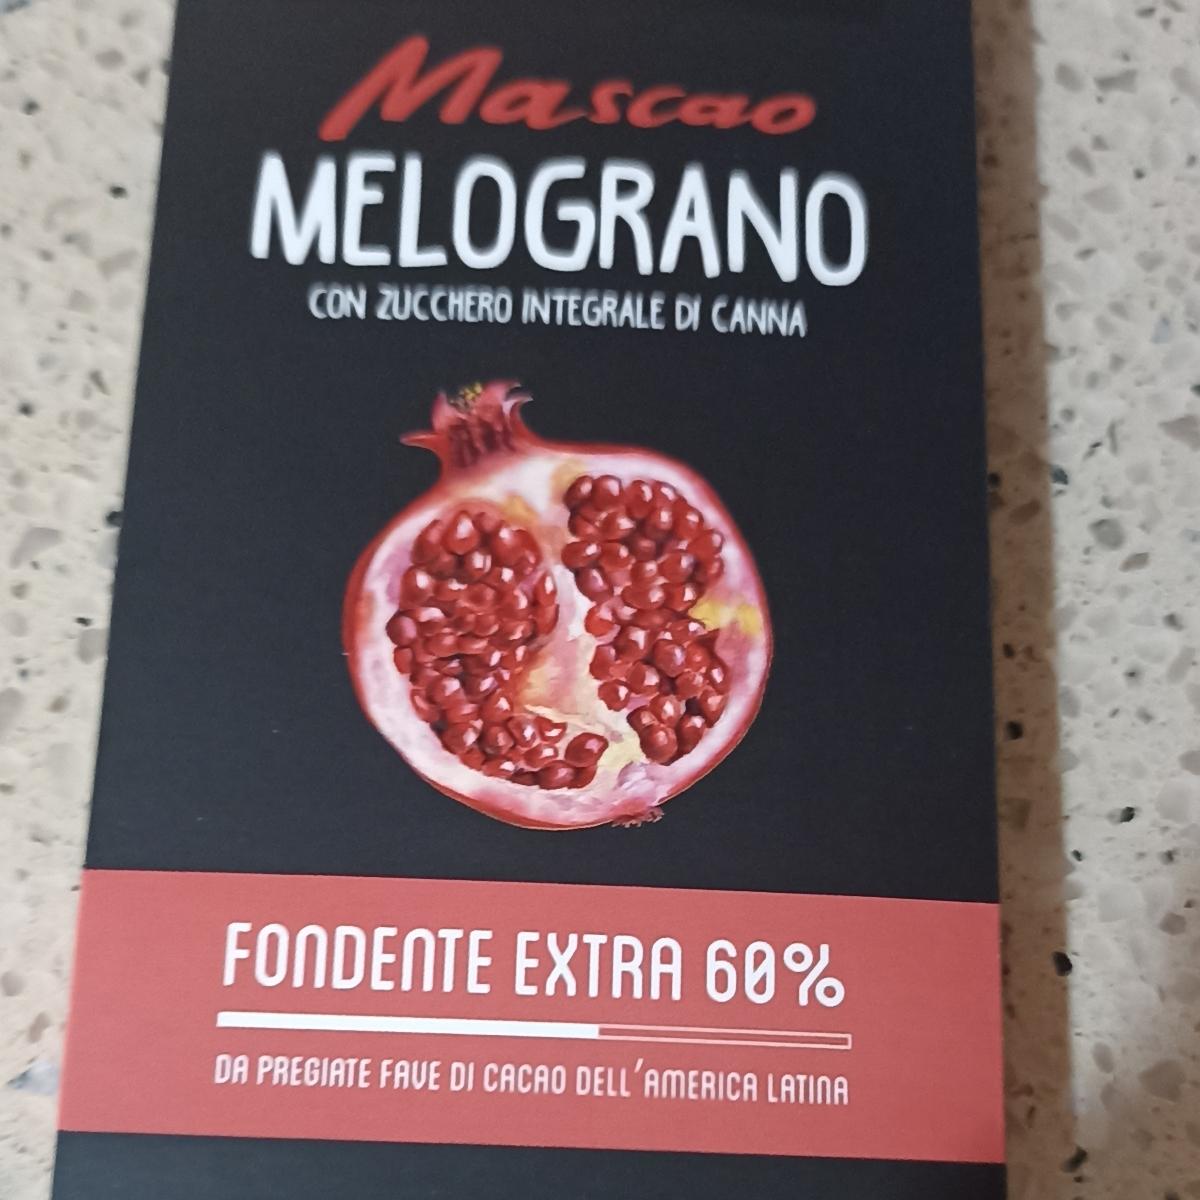 Mascao
MELOGRANO
CON ZUCCHERO INTEGRALE DI CANNA
FONDENTE EXTRA 60%
DA PREGIATE FAVE DI CACAO DELL'AMERICA LATINA